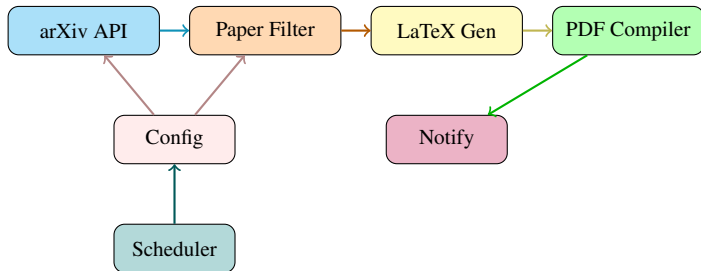 arXiv API
Paper Filter
LaTeX Gen
PDF Compiler
Config
Notify
Scheduler